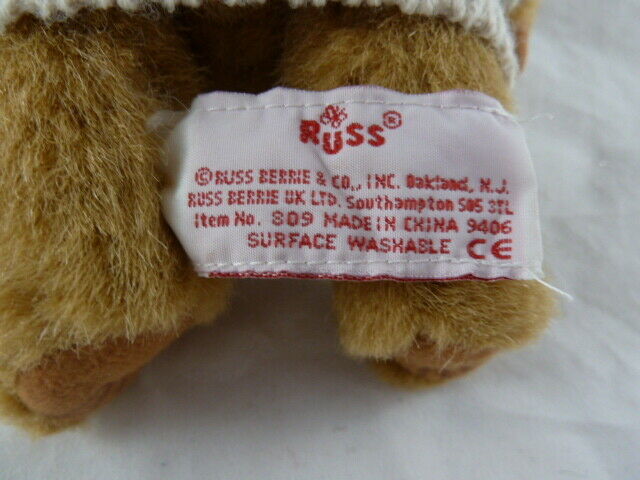 RUSS®
©RUSS BERRIE & CO., INC. Oakland, N.J.
RUSS BERRIE UK LTD. Southampton SO5 3TL
Item No. 809 MADE IN CHINA 9406
SURFACE WASHABLE CE